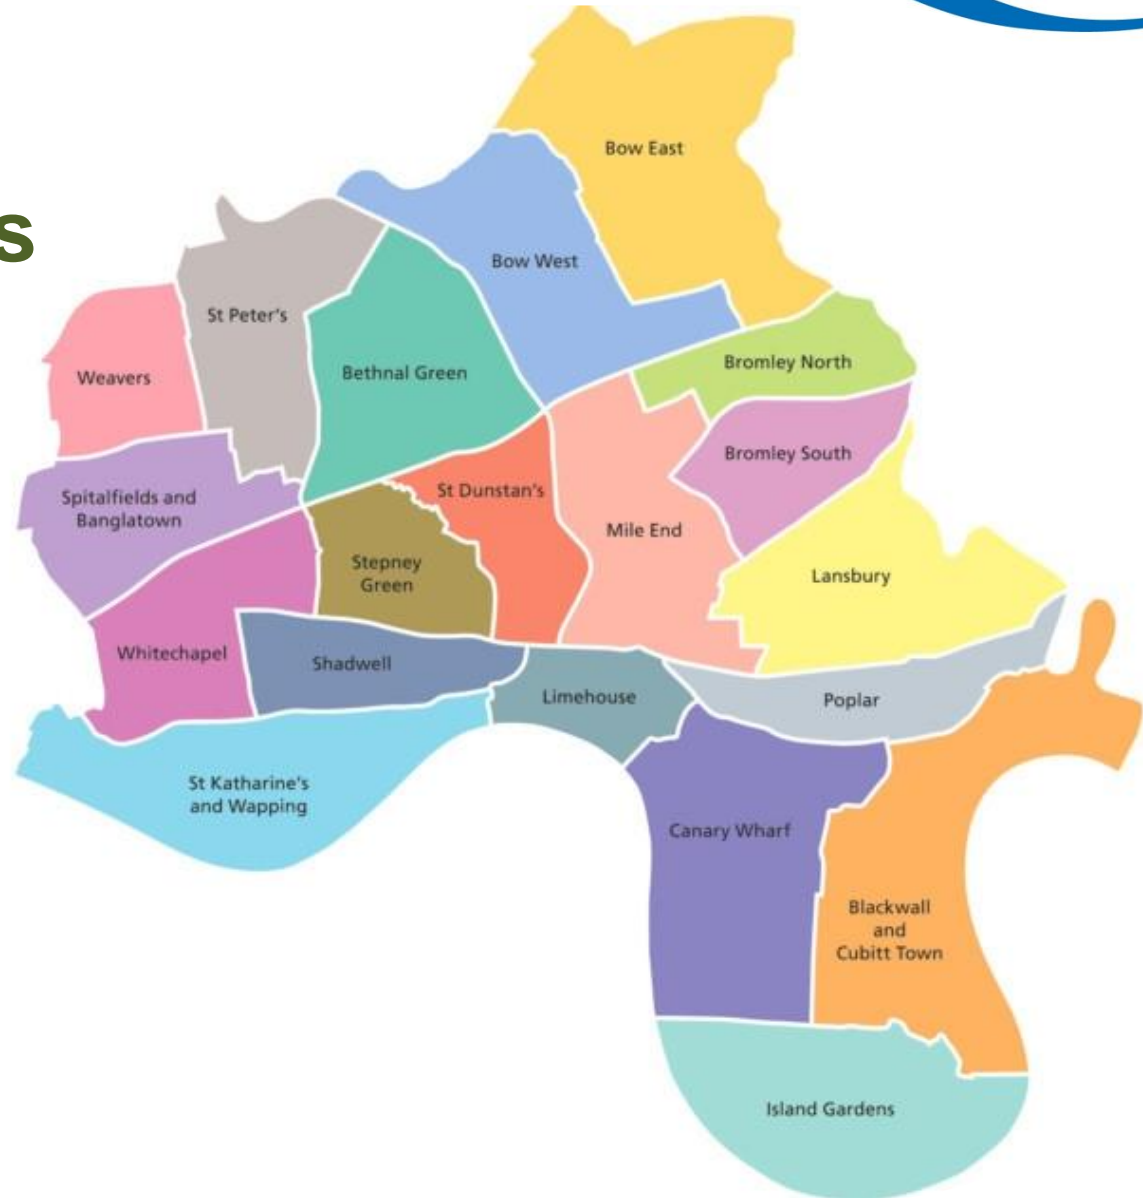 s
Bow East
Bow West
St Peter's
Weavers
Bethnal Green
Bromley North
Bromley South
St Dunstan's
Spitalfields and
Banglatown
Mile End
Stepney
Green
Lansbury
Whitechapel
Shadwell
Limehouse
Poplar
St Katharine's
and Wapping
Canary Wharf
Blackwall
and
Cubitt Town
Island Gardens